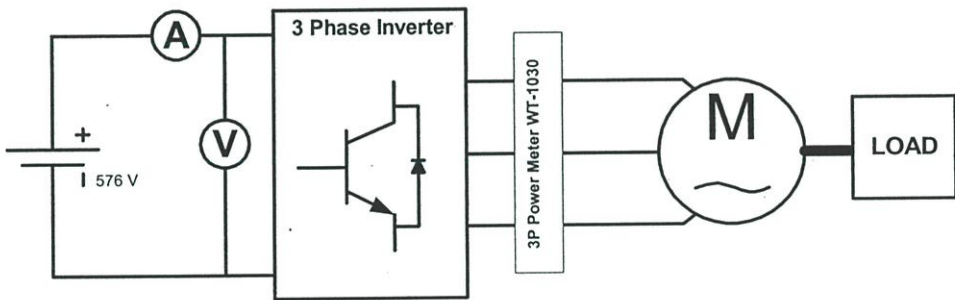 A
3 Phase Inverter
V
+
576 V
3P Power Meter WT-1030
M
LOAD